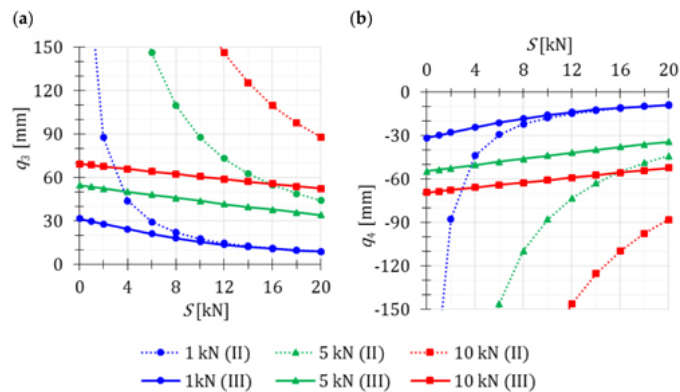 (a)
(b)
150
120
90
60
30
0
q3 [mm]
0 4 8 12 16 20
S [kN]
S [kN]
0 4 8 12 16 20
0
-30
-60
-90
-120
-150
q4 [mm]
1 kN (II) 5 kN (II) 10 kN (II)
1kN (III) 5 kN (III) 10 kN (III)